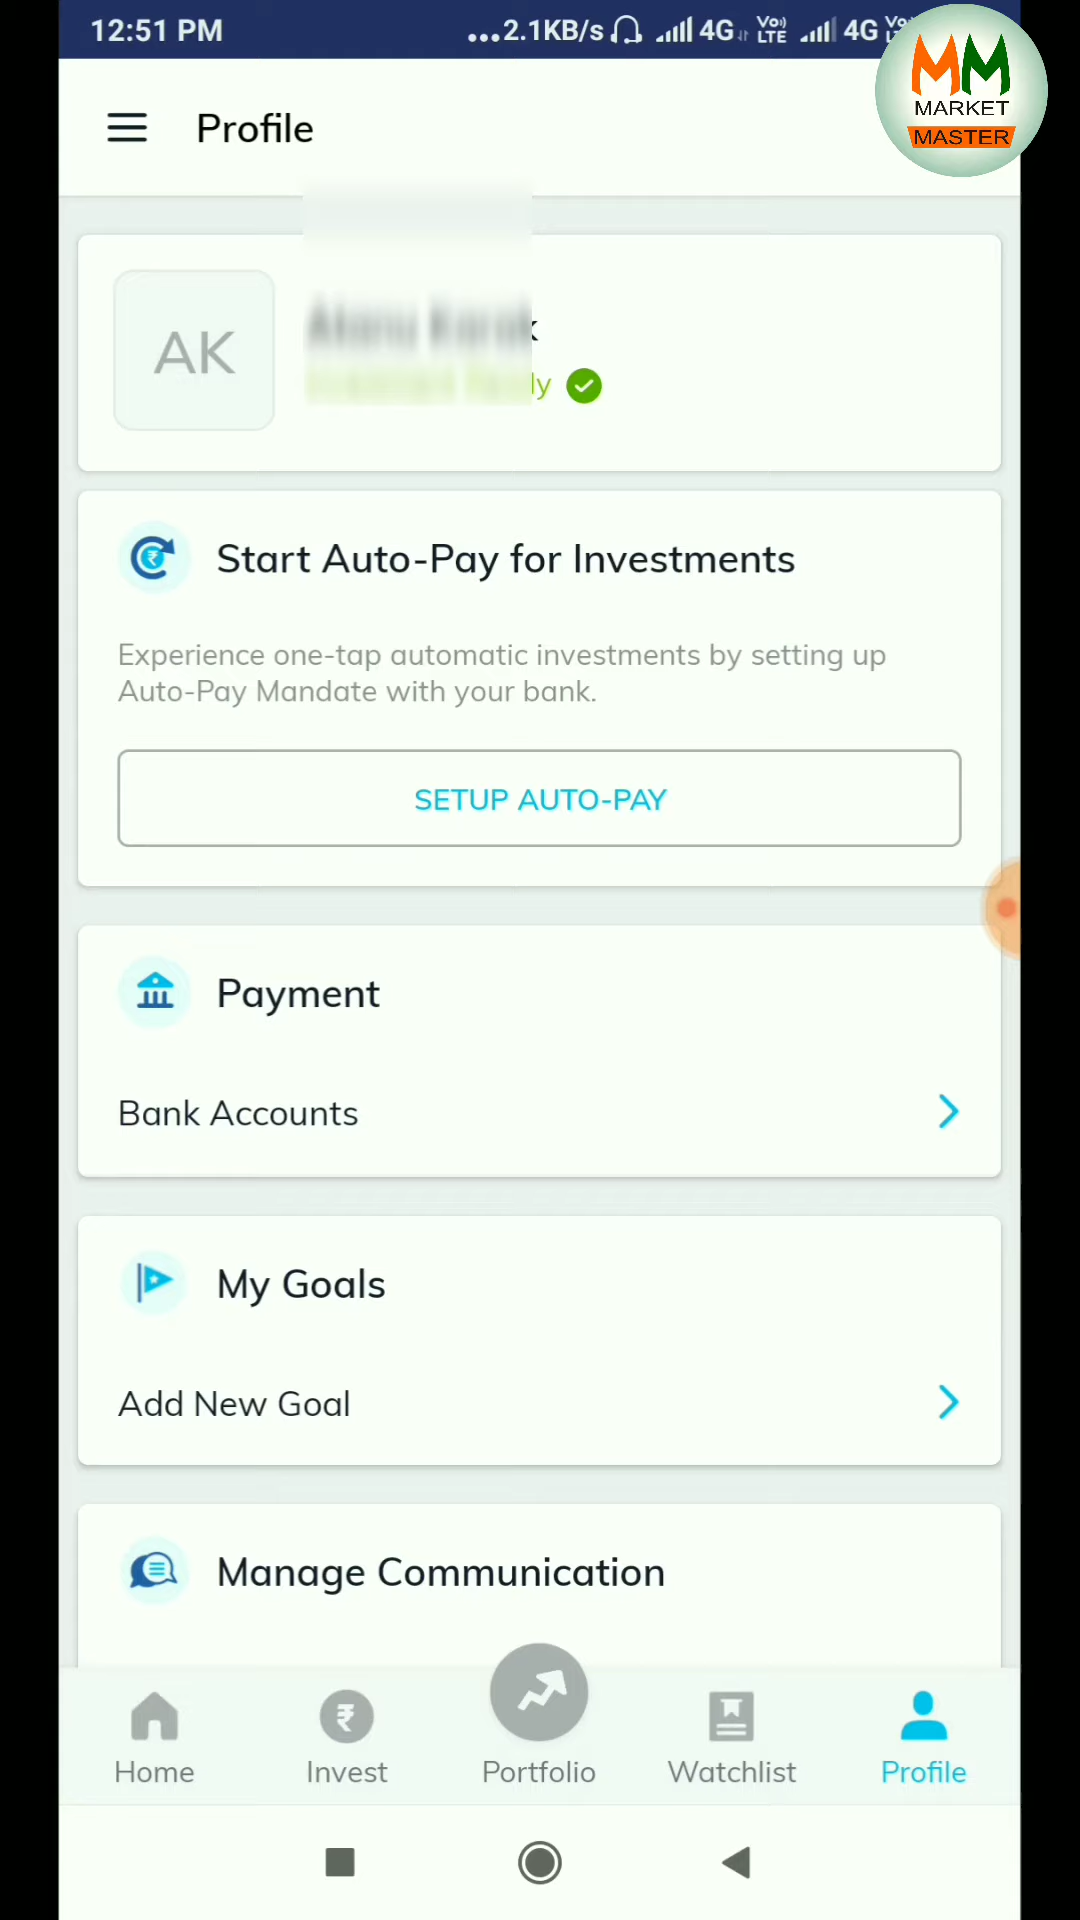 12:51 PM
...2.1KB/s 4G Vo) LTE 4G
MM
MARKET
MASTER
Profile
AK
Start Auto-Pay for Investments
Experience one-tap automatic investments by setting up
Auto-Pay Mandate with your bank.
SETUP AUTO-PAY
Payment
Bank Accounts
My Goals
Add New Goal
Manage Communication
Home
Invest
Portfolio
Watchlist
Profile